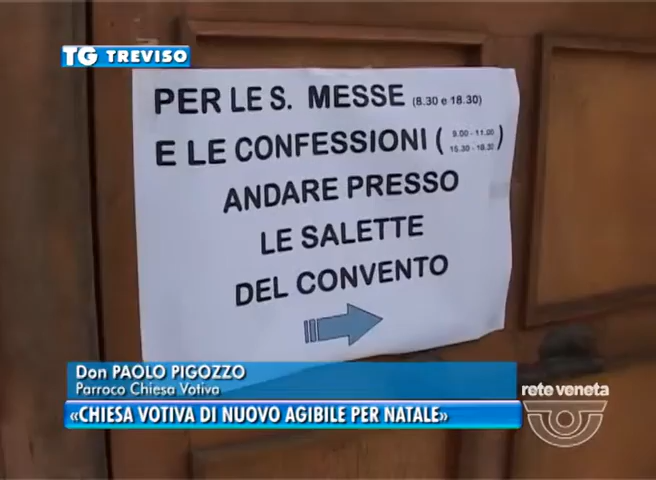 TG TREVISO
PER LE S. MESSE (8.30 e 18.30)
E LE CONFESSIONI ( 9.00 - 11.00
15.30 - 18.30 )
ANDARE PRESSO
LE SALETTE
DEL CONVENTO
Don PAOLO PIGOZZO
Parroco Chiesa Votiva
«CHIESA VOTIVA DI NUOVO AGIBILE PER NATALE»
rete veneta